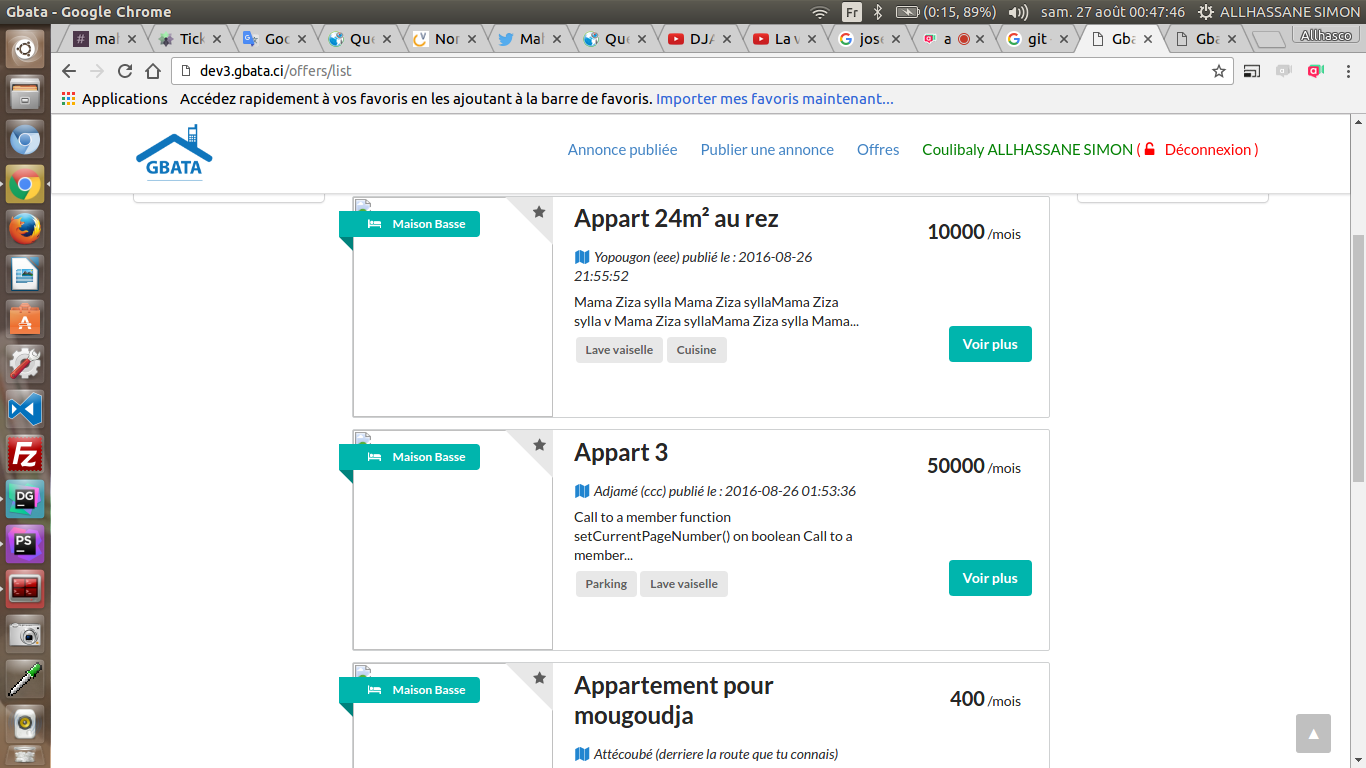 Gbata - Google Chrome
Fr
(0:15, 89%)
sam. 27 août 00:47:46
ALLHASSANE SIMON
mal
Tick
Goo
Que
Nor
Mal
Que
DJA
La v
jose
a
git -
Gba
Gba
Allhasco
dev3.gbata.ci/offers/list
Applications
Accédez rapidement à vos favoris en les ajoutant à la barre de favoris. Importer mes favoris maintenant...
GBATA
Annonce publiée
Publier une annonce
Offres
Coulibaly ALLHASSANE SIMON ( Déconnexion )
Maison Basse
Appart 24m² au rez
10000 /mois
Yopougon (eee) publié le : 2016-08-26
21:55:52
Mama Ziza sylla Mama Ziza syllaMama Ziza
sylla v Mama Ziza syllaMama Ziza sylla Mama...
Lave vaiselle
Cuisine
Voir plus
Maison Basse
Appart 3
50000 /mois
Adjamé (ccc) publié le : 2016-08-26 01:53:36
Call to a member function
setCurrentPageNumber() on boolean Call to a
member...
Parking
Lave vaiselle
Voir plus
Maison Basse
Appartement pour
mougoudja
400 /mois
Attécoubé (derriere la route que tu connais)
Fz
DG
PS